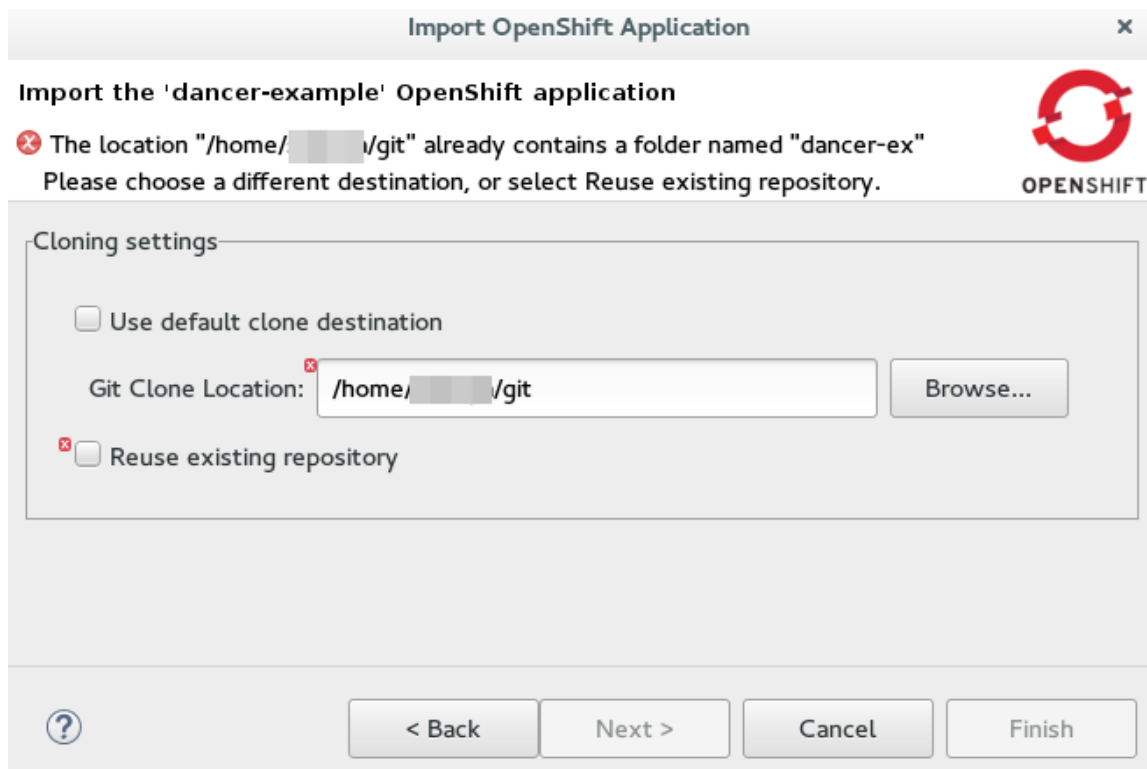 Import OpenShift Application
Import the 'dancer-example' OpenShift application
The location "/home/ /git" already contains a folder named "dancer-ex"
Please choose a different destination, or select Reuse existing repository.
OPENSHIFT
Cloning settings
Use default clone destination
Git Clone Location: /home/ /git Browse...
Reuse existing repository
? < Back Next > Cancel Finish